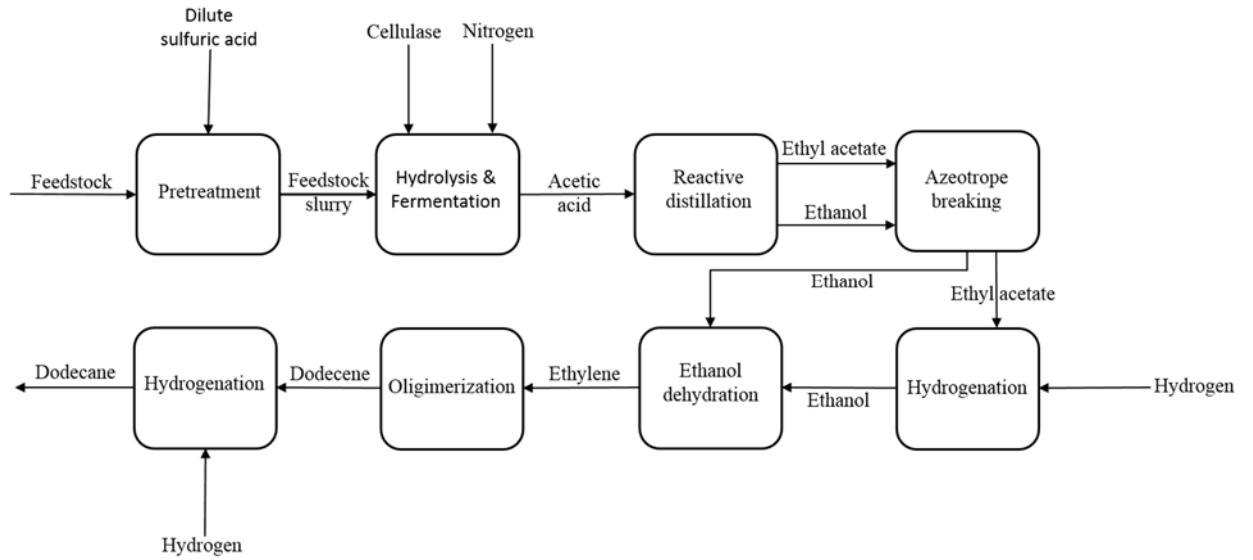 Dilute
sulfuric acid
Cellulase
Nitrogen
Feedstock
Pretreatment
Feedstock
slurry
Hydrolysis &
Fermentation
Acetic
acid
Reactive
distillation
Ethyl acetate
Ethanol
Azeotrope
breaking
Ethanol
Ethyl acetate
Dodecane
Hydrogenation
Dodecene
Oligimerization
Ethylene
Ethanol
dehydration
Ethanol
Hydrogenation
Hydrogen
Hydrogen